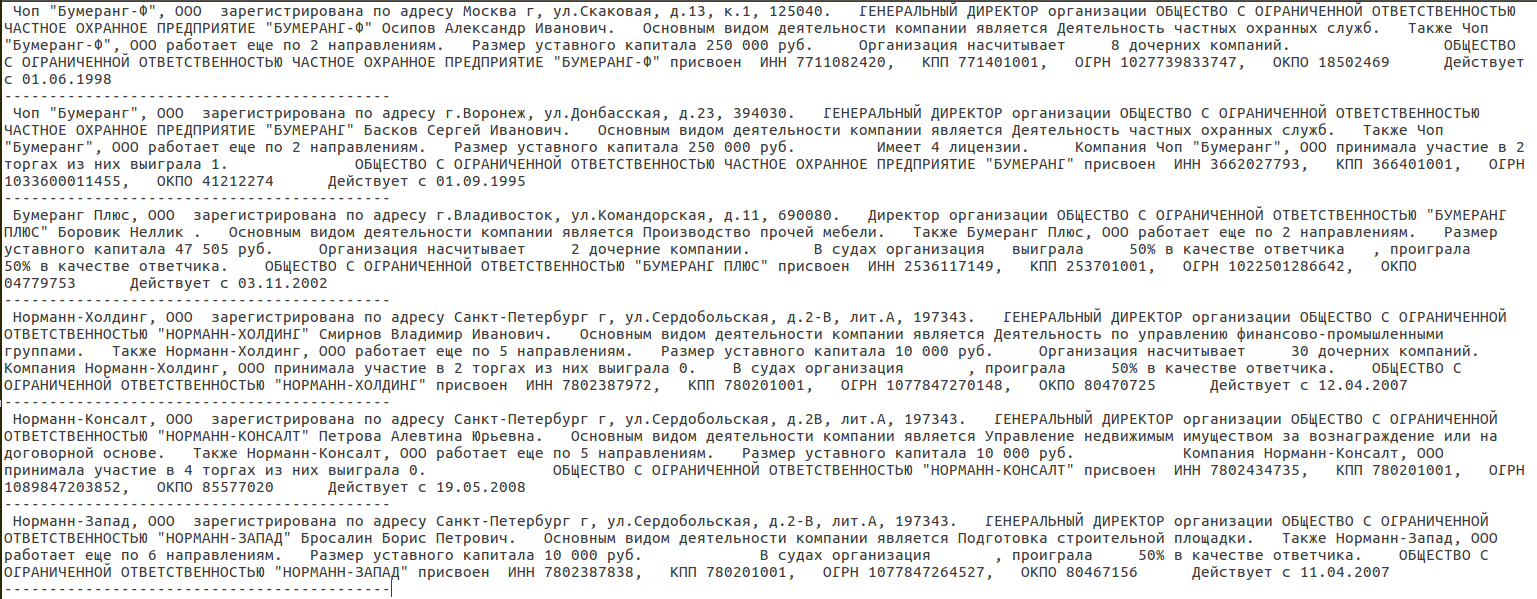 Чоп "Бумеранг-Ф", ООО  зарегистрирована по адресу Москва г, ул.Скаковая, д.13, к.1, 125040.   ГЕНЕРАЛЬНЫЙ ДИРЕКТОР организации ОБЩЕСТВО С ОГРАНИЧЕННОЙ ОТВЕТСТВЕННОСТЬЮ
ЧАСТНОЕ ОХРАННОЕ ПРЕДПРИЯТИЕ "БУМЕРАНГ-Ф" Осипов Александр Иванович.   Основным видом деятельности компании является Деятельность частных охранных служб.   Также Чоп
"Бумеранг-Ф", ООО работает еще по 2 направлениям.   Размер уставного капитала 250 000 руб.     Организация насчитывает     8 дочерних компаний.                 ОБЩЕСТВО
С ОГРАНИЧЕННОЙ ОТВЕТСТВЕННОСТЬЮ ЧАСТНОЕ ОХРАННОЕ ПРЕДПРИЯТИЕ "БУМЕРАНГ-Ф" присвоен  ИНН 7711082420,   КПП 771401001,   ОГРН 1027739833747,   ОКПО 18502469      Действует
с 01.06.1998
-------------------------------------------
Чоп "Бумеранг", ООО  зарегистрирована по адресу г.Воронеж, ул.Донбасская, д.23, 394030.   ГЕНЕРАЛЬНЫЙ ДИРЕКТОР организации ОБЩЕСТВО С ОГРАНИЧЕННОЙ ОТВЕТСТВЕННОСТЬЮ
ЧАСТНОЕ ОХРАННОЕ ПРЕДПРИЯТИЕ "БУМЕРАНГ" Басков Сергей Иванович.   Основным видом деятельности компании является Деятельность частных охранных служб.   Также Чоп
"Бумеранг", ООО работает еще по 2 направлениям.   Размер уставного капитала 250 000 руб.         Имеет 4 лицензии.     Компания Чоп "Бумеранг", ООО принимала участие в 2
торгах из них выиграла 1.              ОБЩЕСТВО С ОГРАНИЧЕННОЙ ОТВЕТСТВЕННОСТЬЮ ЧАСТНОЕ ОХРАННОЕ ПРЕДПРИЯТИЕ "БУМЕРАНГ" присвоен  ИНН 3662027793,   КПП 366401001,   ОГРН
1033600011455,   ОКПО 41212274      Действует с 01.09.1995
-------------------------------------------
Бумеранг Плюс, ООО  зарегистрирована по адресу г.Владивосток, ул.Командорская, д.11, 690080.   Директор организации ОБЩЕСТВО С ОГРАНИЧЕННОЙ ОТВЕТСТВЕННОСТЬЮ "БУМЕРАНГ
ПЛЮС" Боровик Неллик .   Основным видом деятельности компании является Производство прочей мебели.   Также Бумеранг Плюс, ООО работает еще по 2 направлениям.   Размер
уставного капитала 47 505 руб.     Организация насчитывает     2 дочерние компании.       В судах организация   выиграла     50% в качестве ответчика   , проиграла
50% в качестве ответчика.    ОБЩЕСТВО С ОГРАНИЧЕННОЙ ОТВЕТСТВЕННОСТЬЮ "БУМЕРАНГ ПЛЮС" присвоен  ИНН 2536117149,   КПП 253701001,   ОГРН 1022501286642,   ОКПО
04779753      Действует с 03.11.2002
-------------------------------------------
Норманн-Холдинг, ООО  зарегистрирована по адресу Санкт-Петербург г, ул.Сердобольская, д.2-В, лит.А, 197343.   ГЕНЕРАЛЬНЫЙ ДИРЕКТОР организации ОБЩЕСТВО С ОГРАНИЧЕННОЙ
ОТВЕТСТВЕННОСТЬЮ "НОРМАНН-ХОЛДИНГ" Смирнов Владимир Иванович.   Основным видом деятельности компании является Деятельность по управлению финансово-промышленными
группами.   Также Норманн-Холдинг, ООО работает еще по 5 направлениям.   Размер уставного капитала 10 000 руб.     Организация насчитывает     30 дочерних компаний.
Компания Норманн-Холдинг, ООО принимала участие в 2 торгах из них выиграла 0.    В судах организация       , проиграла     50% в качестве ответчика.    ОБЩЕСТВО С
ОГРАНИЧЕННОЙ ОТВЕТСТВЕННОСТЬЮ "НОРМАНН-ХОЛДИНГ" присвоен  ИНН 7802387972,   КПП 780201001,   ОГРН 1077847270148,   ОКПО 80470725      Действует с 12.04.2007
-------------------------------------------
Норманн-Консалт, ООО  зарегистрирована по адресу Санкт-Петербург г, ул.Сердобольская, д.2В, лит.А, 197343.   ГЕНЕРАЛЬНЫЙ ДИРЕКТОР организации ОБЩЕСТВО С ОГРАНИЧЕННОЙ
ОТВЕТСТВЕННОСТЬЮ "НОРМАНН-КОНСАЛТ" Петрова Алевтина Юрьевна.   Основным видом деятельности компании является Управление недвижимым имуществом за вознаграждение или на
договорной основе.   Также Норманн-Консалт, ООО работает еще по 5 направлениям.   Размер уставного капитала 10 000 руб.            Компания Норманн-Консалт, ООО
принимала участие в 4 торгах из них выиграла 0.              ОБЩЕСТВО С ОГРАНИЧЕННОЙ ОТВЕТСТВЕННОСТЬЮ "НОРМАНН-КОНСАЛТ" присвоен  ИНН 7802434735,   КПП 780201001,   ОГРН
1089847203852,   ОКПО 85577020      Действует с 19.05.2008
-------------------------------------------
Норманн-Запад, ООО  зарегистрирована по адресу Санкт-Петербург г, ул.Сердобольская, д.2-В, лит.А, 197343.   ГЕНЕРАЛЬНЫЙ ДИРЕКТОР организации ОБЩЕСТВО С ОГРАНИЧЕННОЙ
ОТВЕТСТВЕННОСТЬЮ "НОРМАНН-ЗАПАД" Бросалин Борис Петрович.   Основным видом деятельности компании является Подготовка строительной площадки.   Также Норманн-Запад, ООО
работает еще по 6 направлениям.   Размер уставного капитала 10 000 руб.             В судах организация       , проиграла     50% в качестве ответчика.    ОБЩЕСТВО С
ОГРАНИЧЕННОЙ ОТВЕТСТВЕННОСТЬЮ "НОРМАНН-ЗАПАД" присвоен  ИНН 7802387838,   КПП 780201001,   ОГРН 1077847264527,   ОКПО 80467156      Действует с 11.04.2007
-------------------------------------------